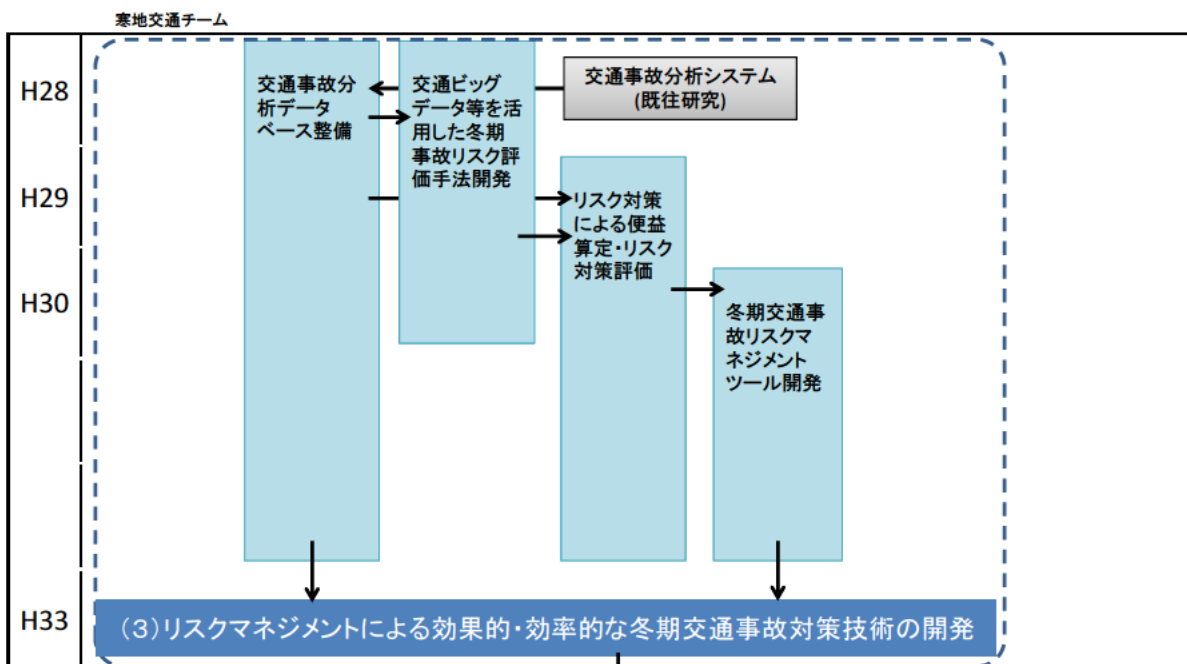 寒地交通チーム
H28
交通事故分
析データ
ベース整備
交通ビッグ
データ等を活
用した冬期
事故リスク評
価手法開発
交通事故分析システム
(既往研究)
H29
リスク対策
による便益
算定・リスク
対策評価
H30
冬期交通事
故リスクマ
ネジメント
ツール開発
H33
(3)リスクマネジメントによる効果的・効率的な冬期交通事故対策技術の開発